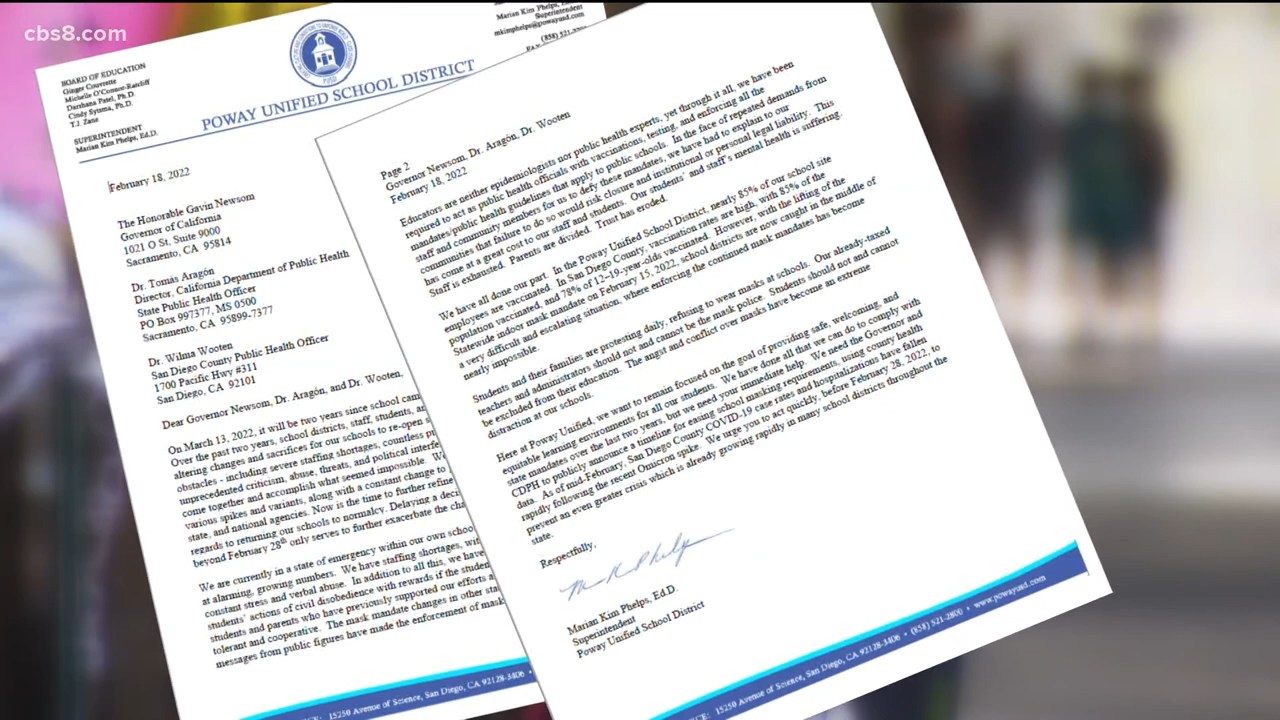 cbs8.com
BOARD OF EDUCATION
Ginger Couvrette
Michelle O'Connor-Ratcliff
Darshana Patel, Ph.D.
Cindy Sytsma, Ph.D.
T.J. Zane
SUPERINTENDENT
Marian Kim Phelps, Ed.D.
POWAY UNIFIED SCHOOL DISTRICT
February 18, 2022
The Honorable Gavin Newsom
Governor of California
1021 O St. Suite 9000
Sacramento, CA 95814
Dr. Tomás Aragón
Director, California Department of Public Health
State Public Health Officer
PO Box 997377, MS 0500
Sacramento, CA 95899-7377
Dr. Wilma Wooten
San Diego County Public Health Officer
1700 Pacific Hwy #311
San Diego, CA 92101
Dear Governor Newsom, Dr. Aragón, and Dr. Wooten,
On March 13, 2022, it will be two years since school cam
Over the past two years, school districts, staff, students, an
altering changes and sacrifices for our schools to re-open s
obstacles - including severe staffing shortages, countless p
unprecedented criticism, abuse, threats, and political interfe
come together and accomplish what seemed impossible. W
various spikes and variants, along with a constant change to
state, and national agencies. Now is the time to further refine
regards to returning our schools to normalcy. Delaying a deci
beyond February 28th only serves to further exacerbate the cha
We are currently in a state of emergency within our own schoo
at alarming, growing numbers. We have staffing shortages, wi
constant stress and verbal abuse. In addition to all this, we have
students' actions of civil disobedience with rewards if the studen
students and parents who have previously supported our efforts a
tolerant and cooperative. The mask mandate changes in other sta
messages from public figures have made the enforcement of mask
15250 Avenue of Science, San Diego, CA 92128-3406 •
Marian Kim Phelps, Ed.D.
Superintendent
mkimphelps@powayusd.com
Page 2
Governor Newsom, Dr. Aragón, Dr. Wooten
February 18, 2022
Educators are neither epidemiologists nor public health experts, yet through it all, we have been
required to act as public health officials with vaccinations, testing, and enforcing all the
mandates/public health guidelines that apply to public schools. In the face of repeated demands from
staff and community members for us to defy these mandates, we have had to explain to our
communities that failure to do so would risk closure and institutional or personal legal liability. This
has come at a great cost to our staff and students. Our students' and staff's mental health is suffering.
Staff is exhausted. Parents are divided. Trust has eroded.
We have all done our part. In the Poway Unified School District, nearly 85% of our school site
employees are vaccinated. In San Diego County, vaccination rates are high, with 85% of the
population vaccinated, and 78% of 12–19-year-olds vaccinated. However, with the lifting of the
Statewide indoor mask mandate on February 15, 2022, school districts are now caught in the middle of
a very difficult and escalating situation, where enforcing the continued mask mandates has become
nearly impossible.
Students and their families are protesting daily, refusing to wear masks at schools. Our already-taxed
teachers and administrators should not and cannot be the mask police. Students should not and cannot
be excluded from their education. The angst and conflict over masks have become an extreme
distraction at our schools.
Here at Poway Unified, we want to remain focused on the goal of providing safe, welcoming, and
equitable learning environments for all our students. We have done all that we can do to comply with
state mandates over the last two years, but we need your immediate help. We need the Governor and
CDPH to publicly announce a timeline for easing school masking requirements, using county health
data. As of mid-February, San Diego County COVID-19 case rates and hospitalizations have fallen
rapidly following the recent Omicron spike. We urge you to act quickly, before February 28, 2022, to
prevent an even greater crisis which is already growing rapidly in many school districts throughout the
state.
Respectfully,
Marian Kim Phelps, Ed.D.
Superintendent
Poway Unified School District
15250 Avenue of Science, San Diego, CA 92128-3406 • (858) 521-2800 • www.powayusd.com